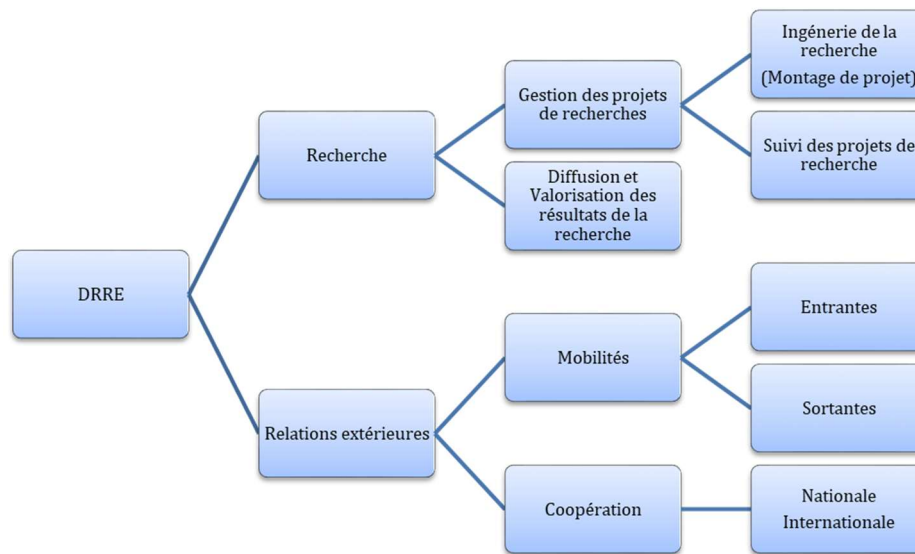 DRRE
Recherche
Gestion des projets
de recherches
Ingénerie de la
recherche
(Montage de projet)
Suivi des projets de
recherche
Diffusion et
Valorisation des
résultats de la
recherche
Relations extérieures
Mobilités
Entrantes
Sortantes
Coopération
Nationale
Internationale